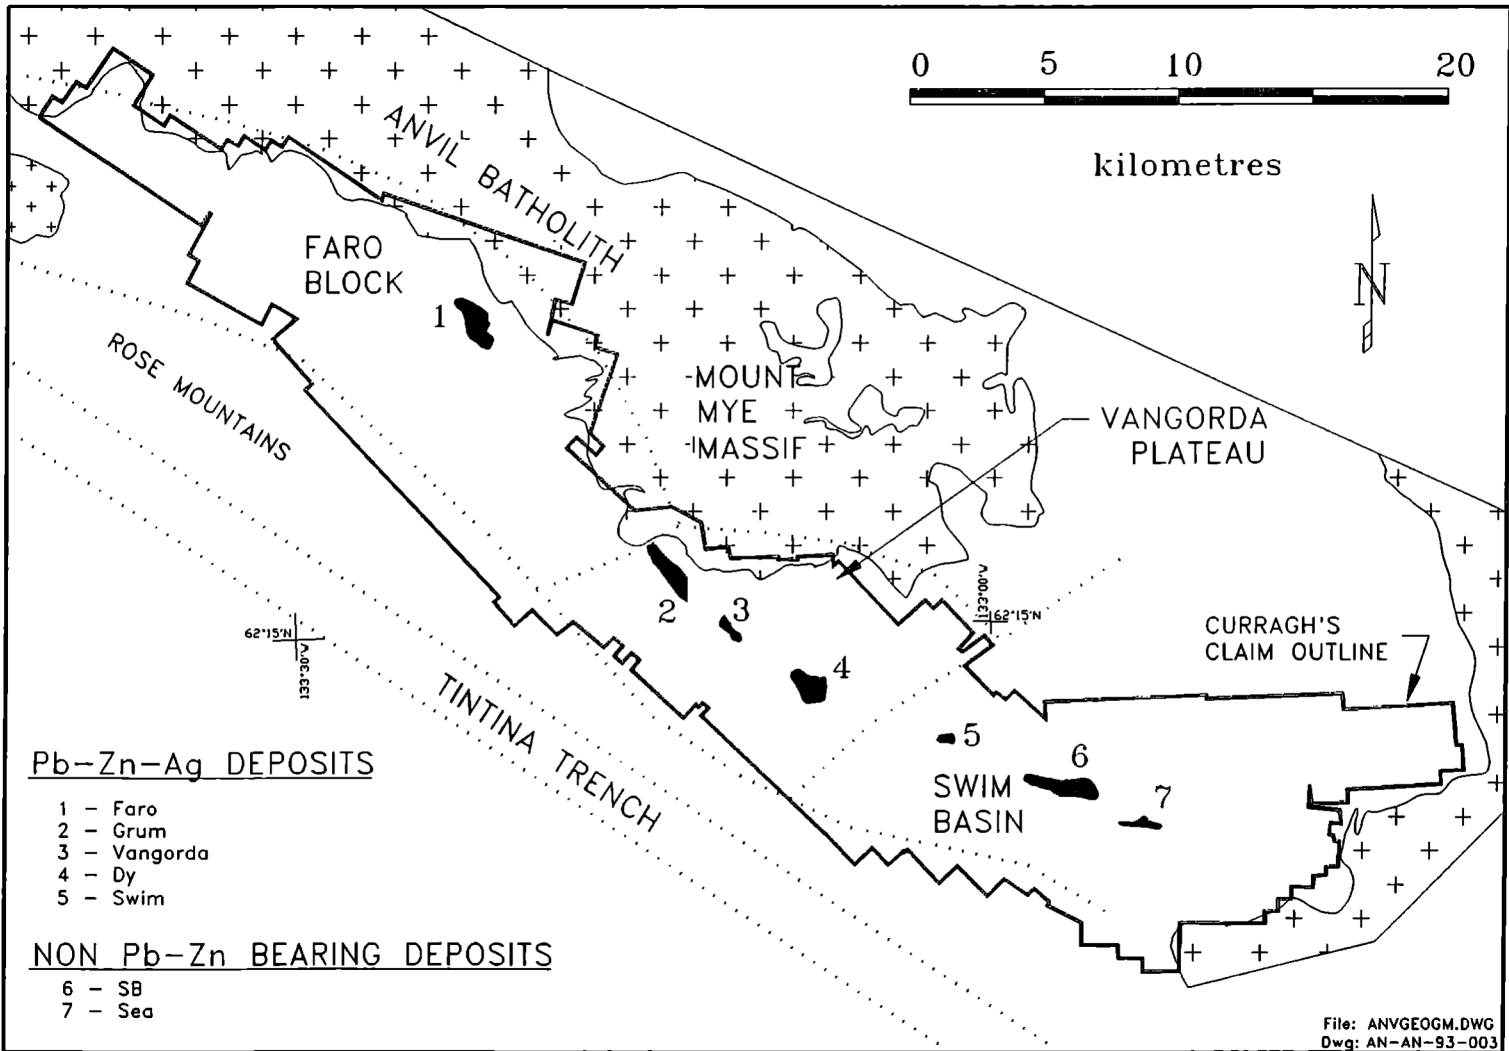 0 5 10 20
kilometres
N
ANVIL BATHOLITH
FARO
BLOCK
1
ROSE MOUNTAINS
MOUNT
MYE
MASSIF
VANGORDA
PLATEAU
2
3
4
62°15'N
133°30'W
133°00'W
62°15'N
CURRAGH'S
CLAIM OUTLINE
TINTINA TRENCH
5
6
7
SWIM
BASIN
Pb-Zn-Ag DEPOSITS
1 - Faro
2 - Grum
3 - Vangorda
4 - Dy
5 - Swim
NON Pb-Zn BEARING DEPOSITS
6 - SB
7 - Sea
File: ANVGEOGM.DWG
Dwg: AN-AN-93-003